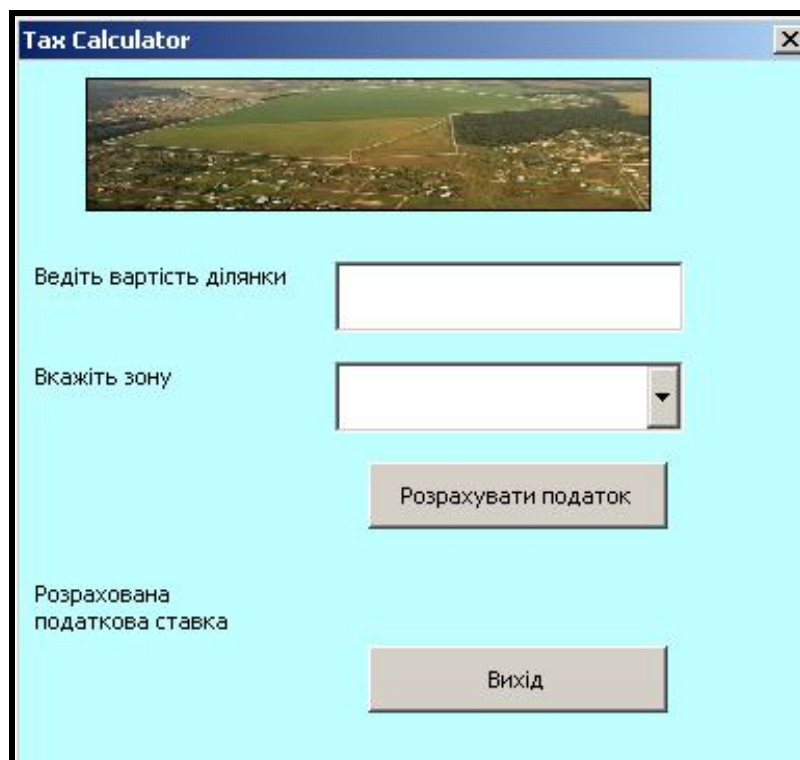 Tax Calculator
Ведіть вартість ділянки
Вкажіть зону
Розрахувати податок
Розрахована
податкова ставка
Вихід